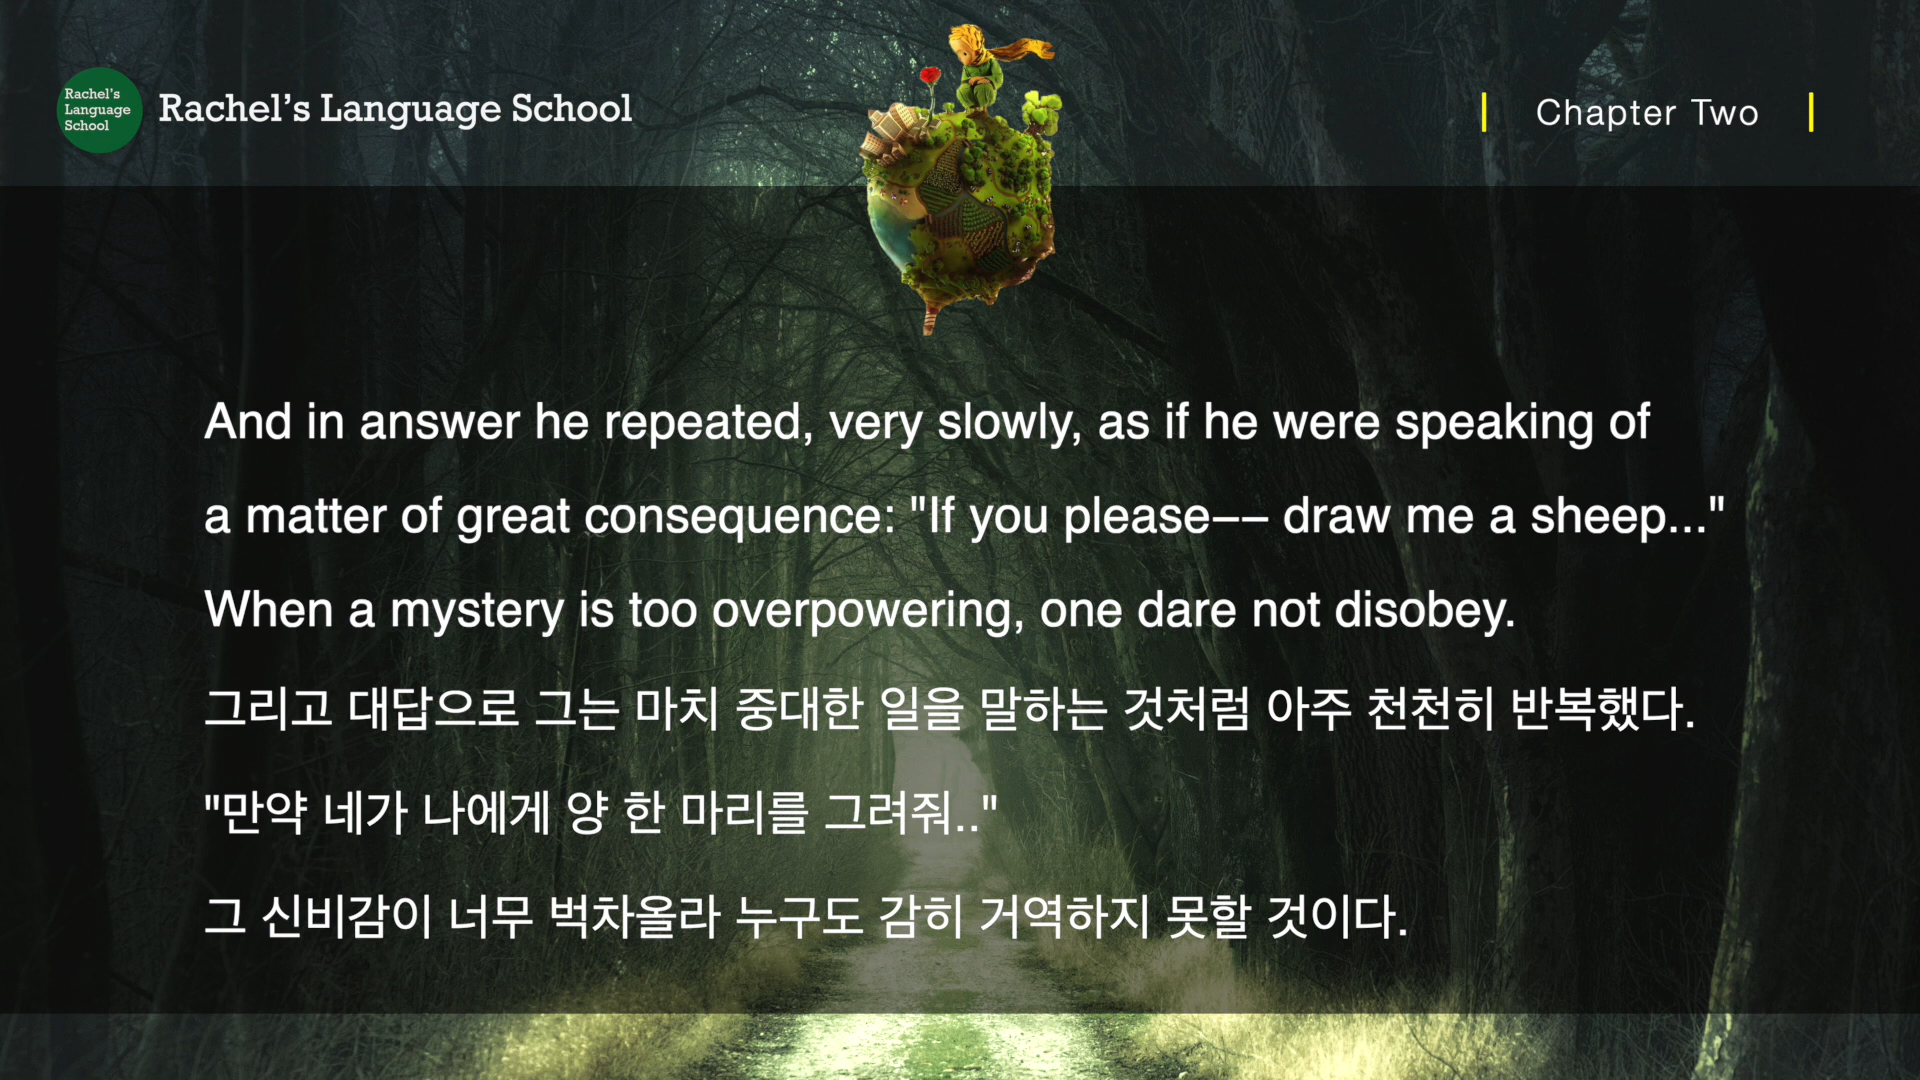 Rachel's
Language
School
Rachel's Language School
Chapter Two
And in answer he repeated, very slowly, as if he were speaking of
a matter of great consequence: "If you please-- draw me a sheep..."
When a mystery is too overpowering, one dare not disobey.
그리고 대답으로 그는 마치 중대한 일을 말하는 것처럼 아주 천천히 반복했다.
"만약 네가 나에게 양 한 마리를 그려줘.."
그 신비감이 너무 벅차올라 누구도 감히 거역하지 못할 것이다.